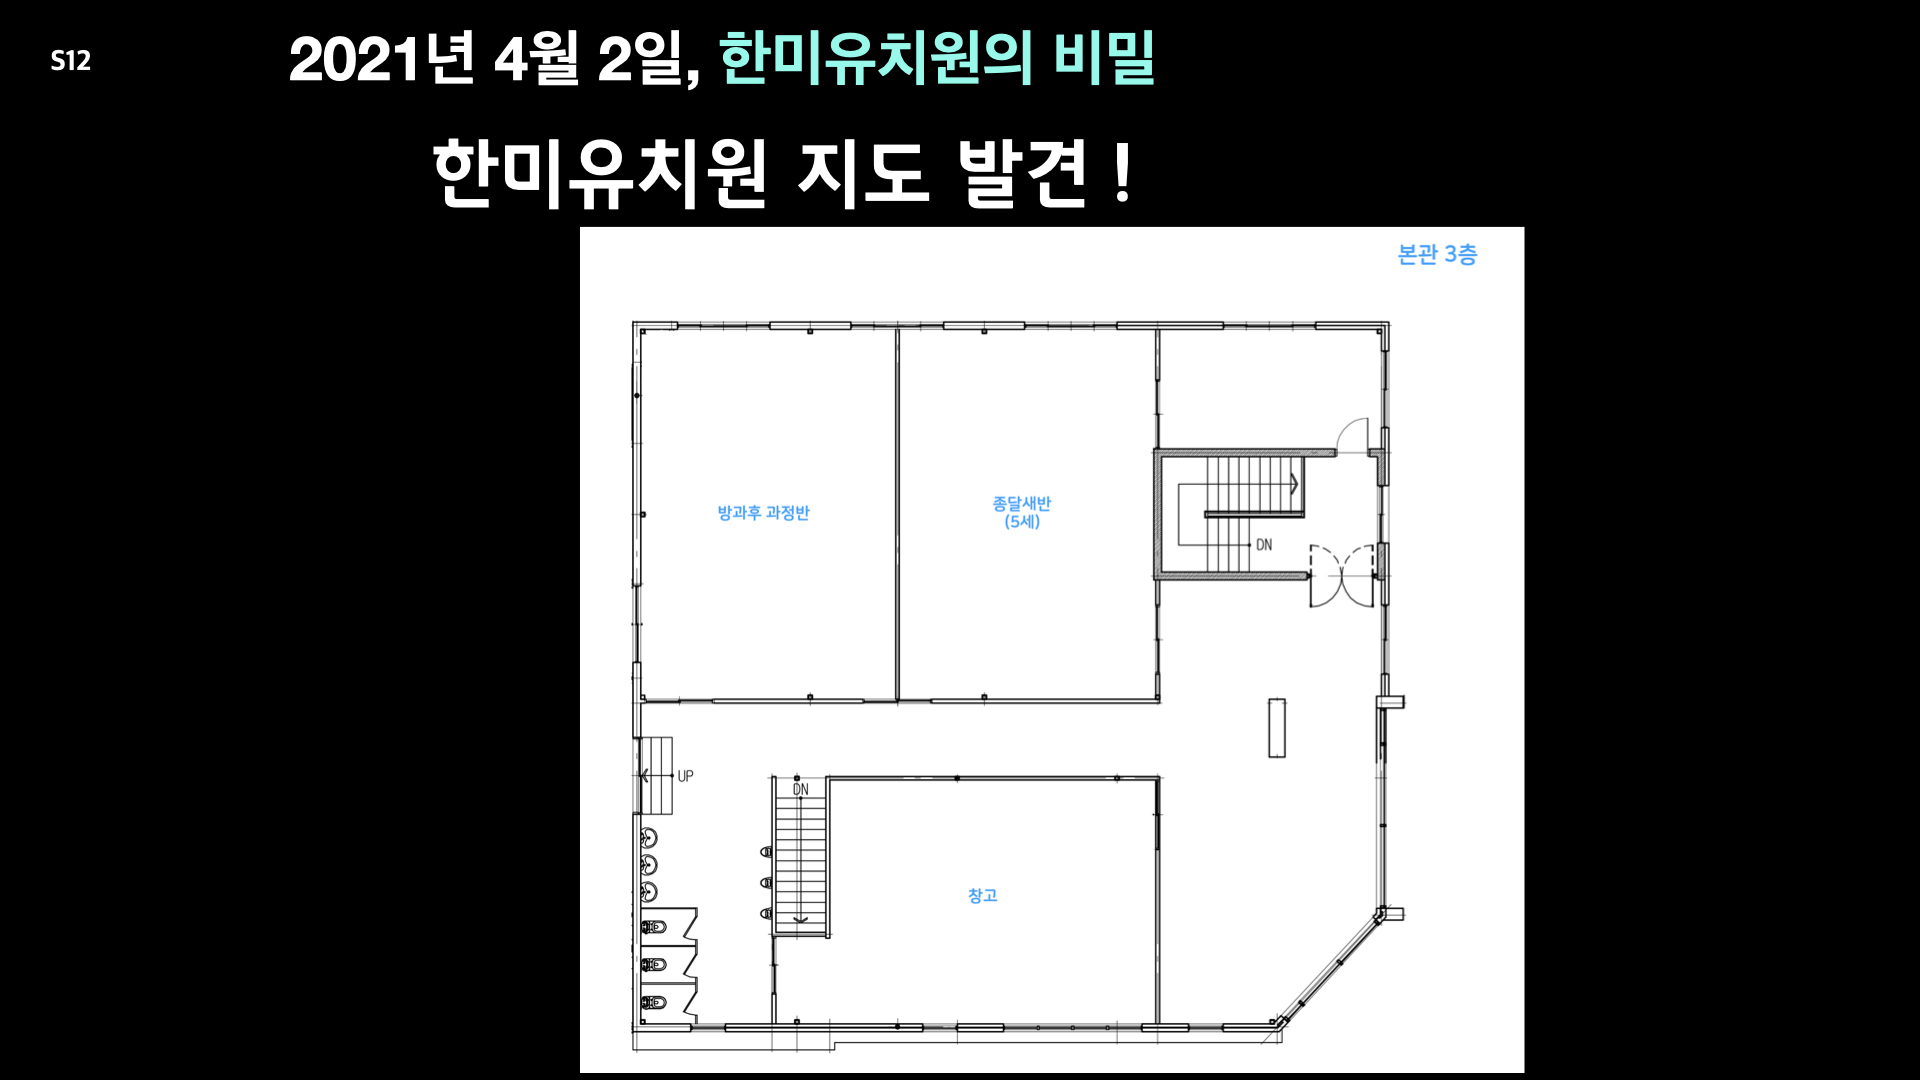 S12
2021년 4월 2일, 한미유치원의 비밀
한미유치원 지도 발견 !
본관 3층
방과후 과정반
종달새반
(5세)
DN
UP
DN
창고